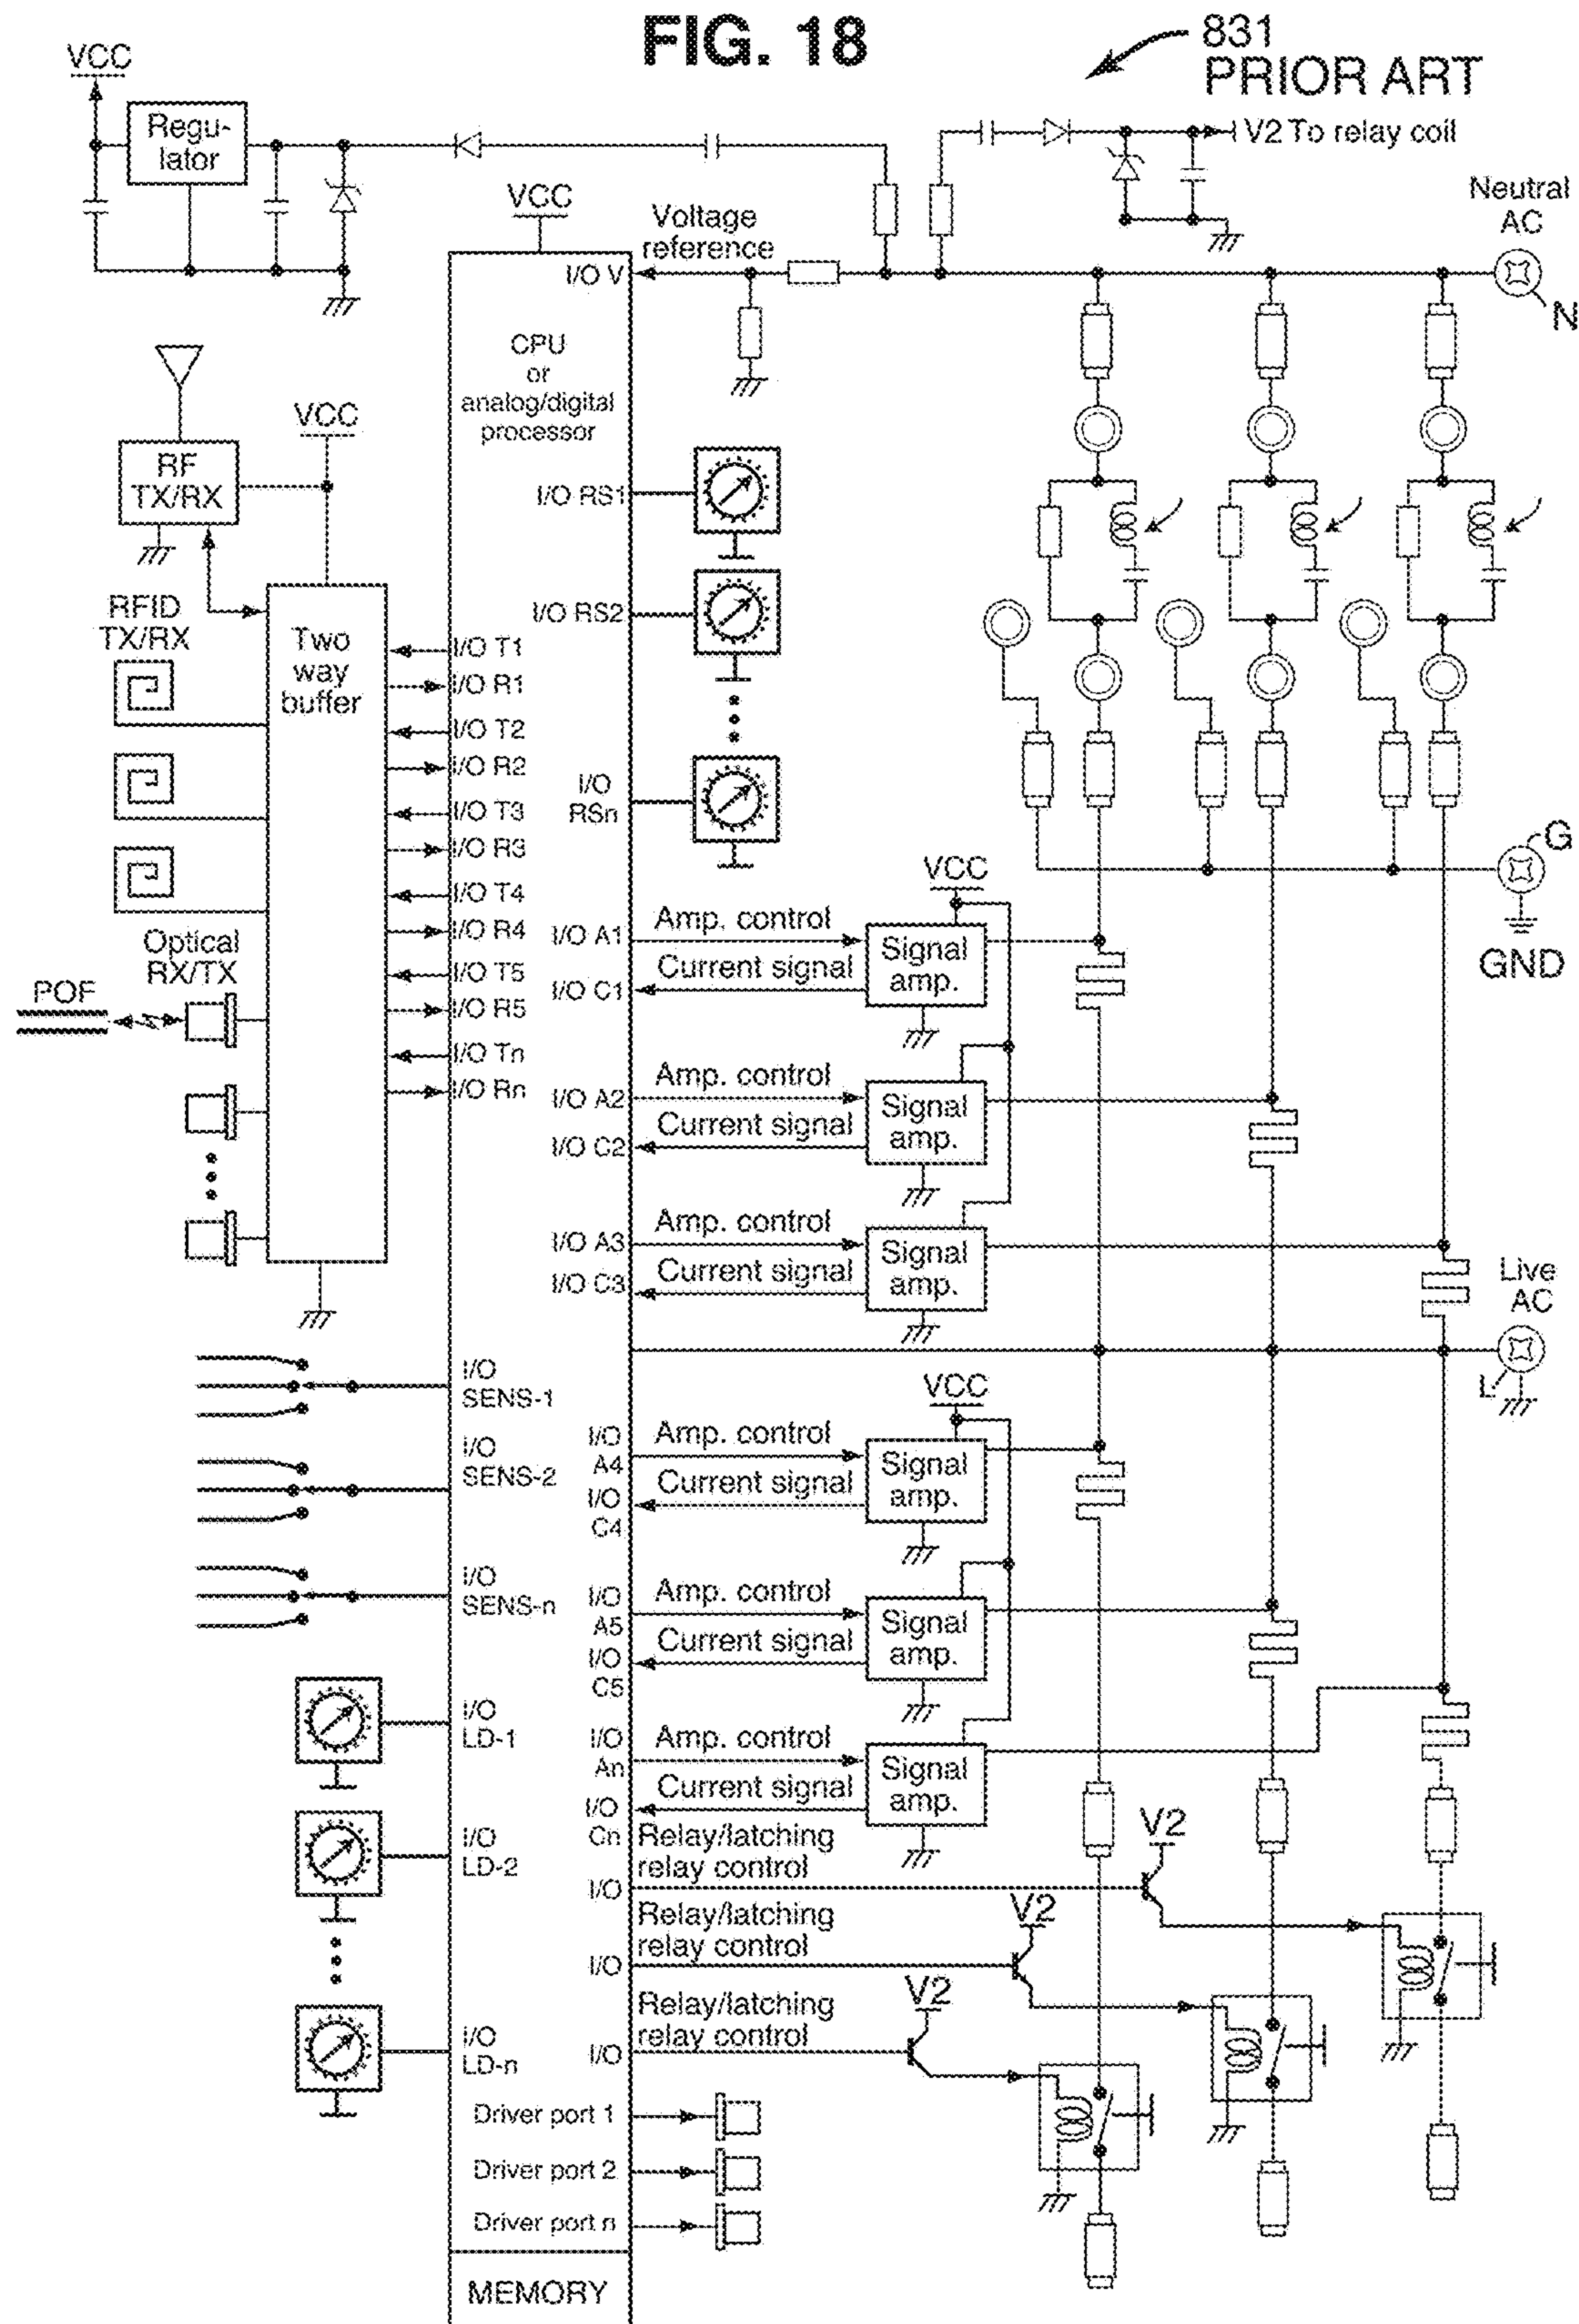 FIG. 18
831
PRIOR ART
VCC
Regu-
lator
V2 To relay coil
VCC
Voltage
reference
Neutral
AC
N
I/O V
CPU
or
analog/digital
processor
VCC
RF
TX/RX
I/O RS1
I/O RS2
I/O
RSn
RFID
TX/RX
Two
way
buffer
I/O T1
I/O R1
I/O T2
I/O R2
I/O T3
I/O R3
I/O T4
I/O R4
I/O T5
I/O R5
I/O Tn
I/O Rn
Optical
RX/TX
POF
G
GND
VCC
I/O A1
Amp. control
Signal
amp.
I/O C1
Current signal
I/O A2
Amp. control
Signal
amp.
I/O C2
Current signal
I/O A3
Amp. control
Signal
amp.
I/O C3
Current signal
Live
AC
L
I/O
SENS-1
I/O
SENS-2
I/O
SENS-n
VCC
I/O
A4
Amp. control
Signal
amp.
I/O
C4
Current signal
I/O
A5
Amp. control
Signal
amp.
I/O
C5
Current signal
I/O
An
Amp. control
Signal
amp.
I/O
Cn
Current signal
I/O
LD-1
I/O
LD-2
I/O
LD-n
Relay/latching
relay control
I/O
V2
Relay/latching
relay control
I/O
V2
Relay/latching
relay control
I/O
V2
Driver port 1
Driver port 2
Driver port n
MEMORY